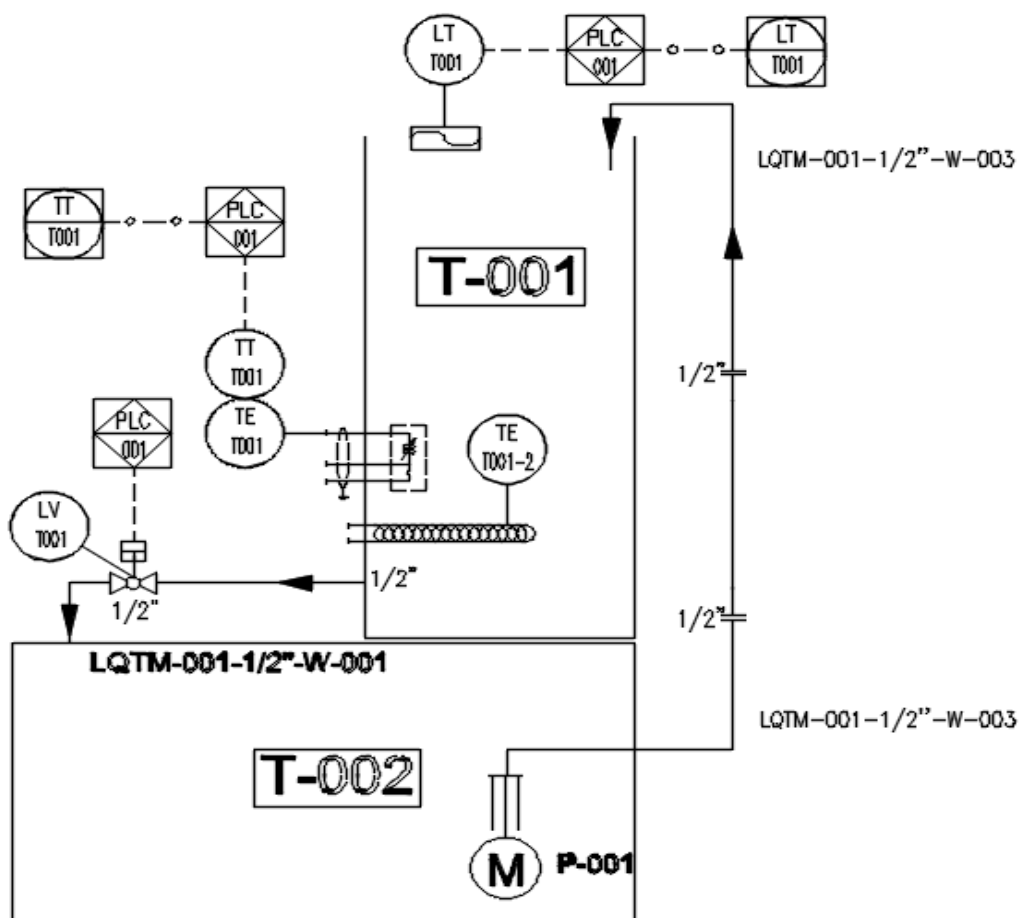 LT
T001
PLC
001
LT
T001
LQTM-001-1/2"-W-003
TT
T001
PLC
001
T-001
TT
T001
1/2"
PLC
001
TE
T001
TE
T001-2
LV
T001
1/2"
1/2"
1/2"
LQTM-001-1/2"-W-001
LQTM-001-1/2"-W-003
T-002
M
P-001